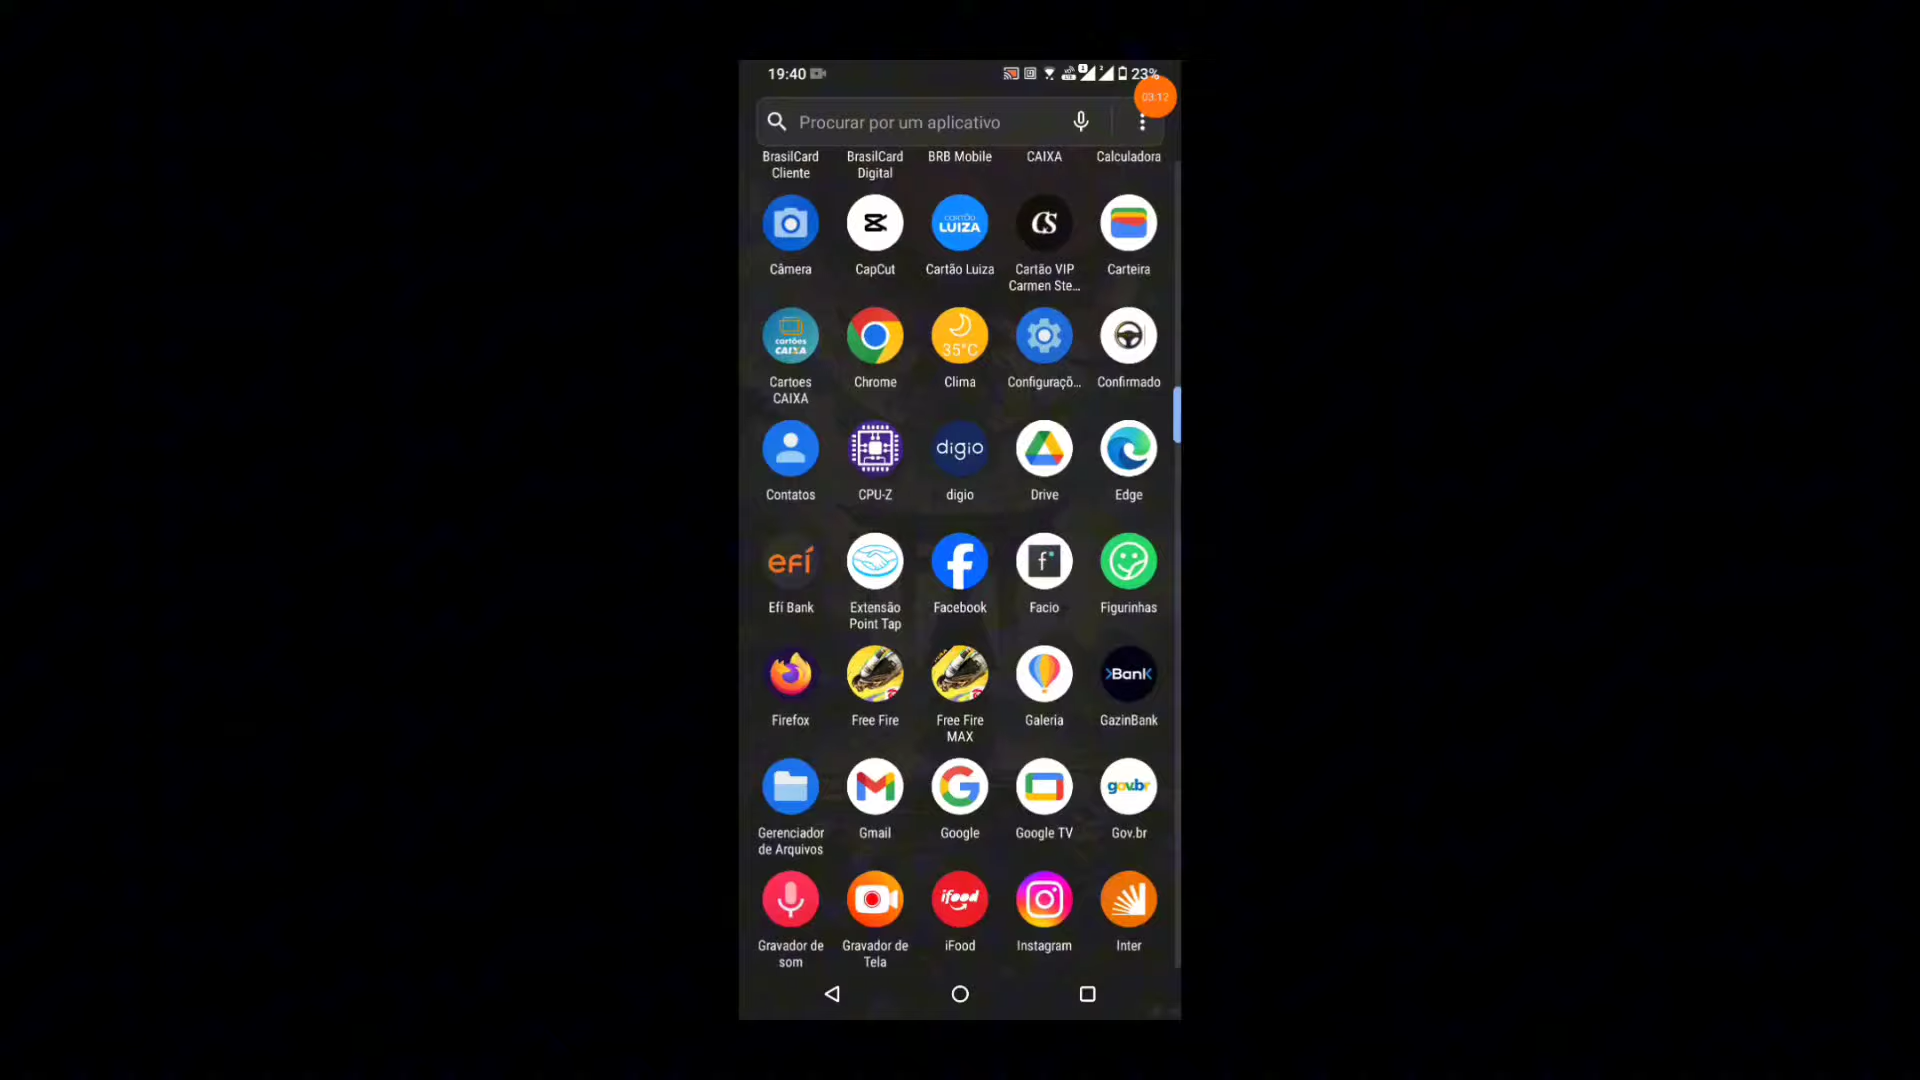 19:40 23%
03:12
Procurar por um aplicativo
BrasilCard Cliente
BrasilCard Digital
BRB Mobile
CAIXA
Calculadora
CARTÃO LUIZA
CS
Câmera
CapCut
Cartão Luiza
Cartão VIP Carmen Ste...
Carteira
cartões CAIXA
35°C
Cartoes CAIXA
Chrome
Clima
Configuraçõ...
Confirmado
digio
Contatos
CPU-Z
digio
Drive
Edge
efí
f
Efí Bank
Extensão Point Tap
Facebook
Facio
Figurinhas
Bank
Firefox
Free Fire
Free Fire MAX
Galeria
GazinBank
gov.br
Gerenciador de Arquivos
Gmail
Google
Google TV
Gov.br
ifood
Gravador de som
Gravador de Tela
iFood
Instagram
Inter